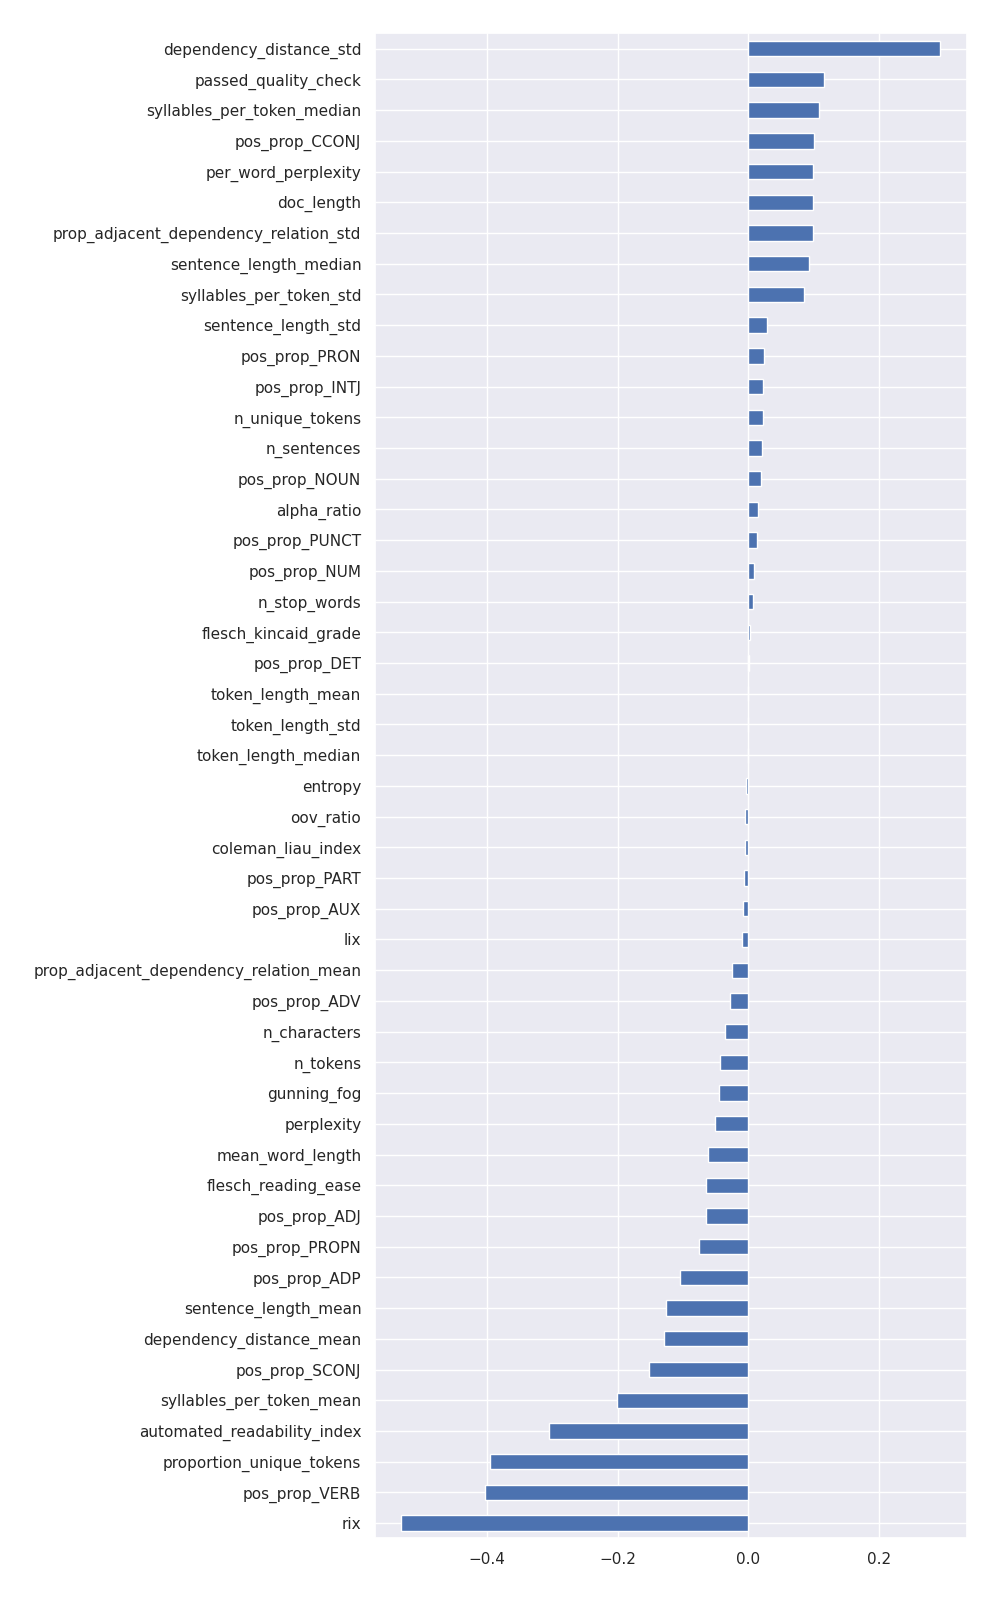 dependency_distance_std
passed_quality_check
syllables_per_token_median
pos_prop_CCONJ
per_word_perplexity
doc_length
prop_adjacent_dependency_relation_std
sentence_length_median
syllables_per_token_std
sentence_length_std
pos_prop_PRON
pos_prop_INTJ
n_unique_tokens
n_sentences
pos_prop_NOUN
alpha_ratio
pos_prop_PUNCT
pos_prop_NUM
n_stop_words
flesch_kincaid_grade
pos_prop_DET
token_length_mean
token_length_std
token_length_median
entropy
oov_ratio
coleman_liau_index
pos_prop_PART
pos_prop_AUX
lix
prop_adjacent_dependency_relation_mean
pos_prop_ADV
n_characters
n_tokens
gunning_fog
perplexity
mean_word_length
flesch_reading_ease
pos_prop_ADJ
pos_prop_PROPN
pos_prop_ADP
sentence_length_mean
dependency_distance_mean
pos_prop_SCONJ
syllables_per_token_mean
automated_readability_index
proportion_unique_tokens
pos_prop_VERB
rix
−0.4 −0.2 0.0 0.2